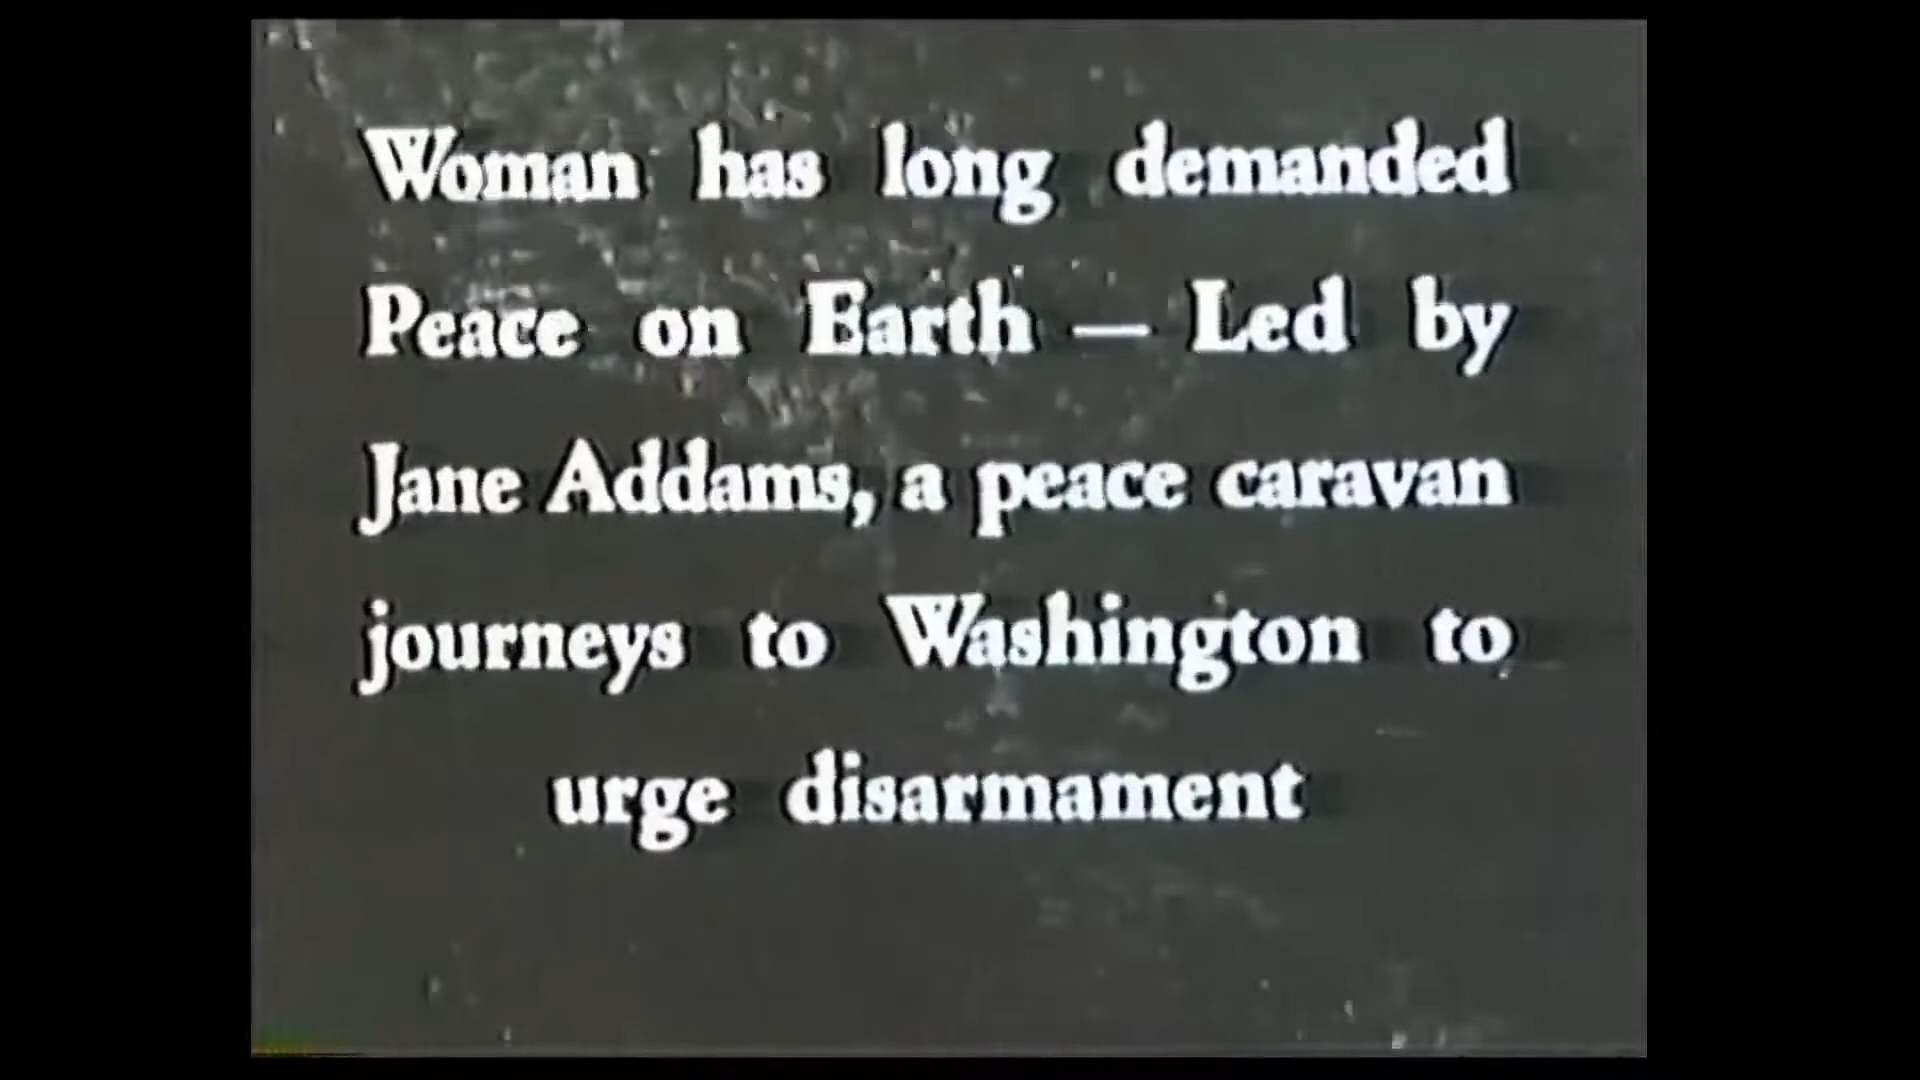 Woman has long demanded
Peace on Earth — Led by
Jane Addams, a peace caravan
journeys to Washington to
urge disarmament